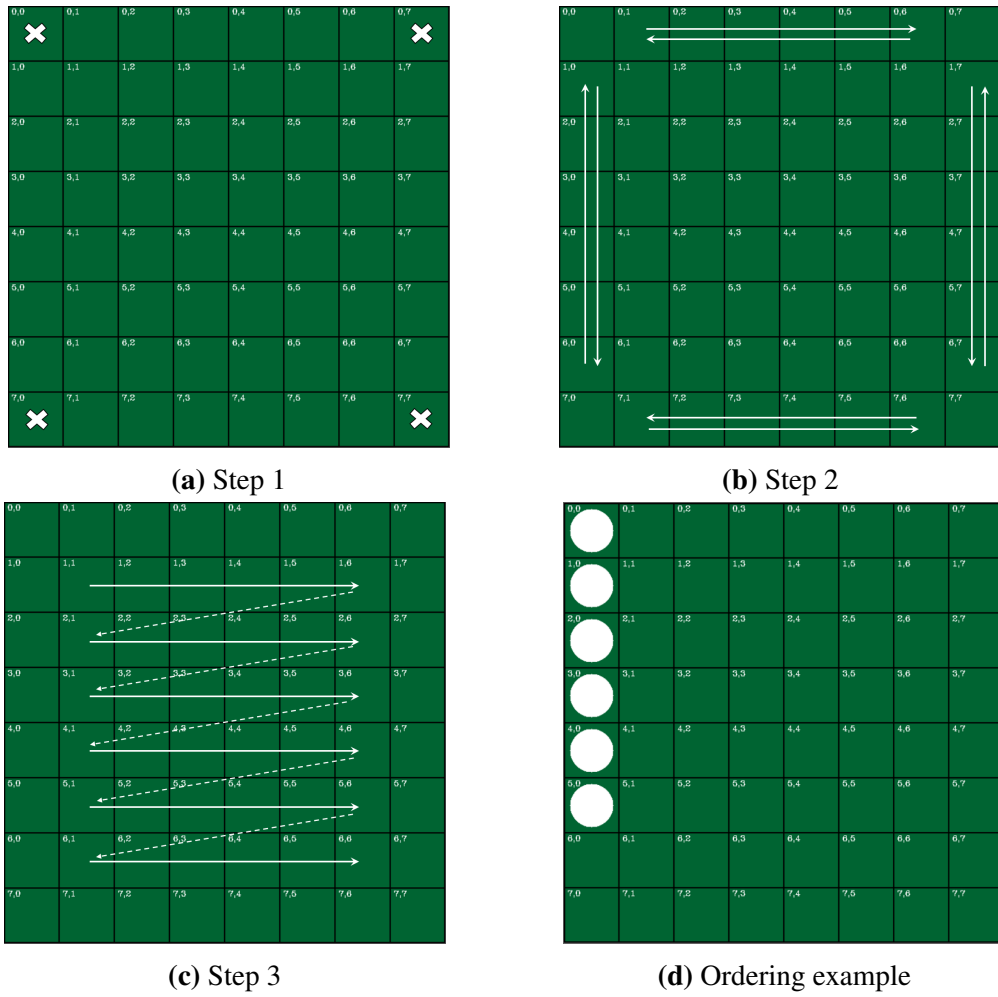 0,0 0,1 0,2 0,3 0,4 0,5 0,6 0,7
1,0 1,1 1,2 1,3 1,4 1,5 1,6 1,7
2,0 2,1 2,2 2,3 2,4 2,5 2,6 2,7
3,0 3,1 3,2 3,3 3,4 3,5 3,6 3,7
4,0 4,1 4,2 4,3 4,4 4,5 4,6 4,7
5,0 5,1 5,2 5,3 5,4 5,5 5,6 5,7
6,0 6,1 6,2 6,3 6,4 6,5 6,6 6,7
7,0 7,1 7,2 7,3 7,4 7,5 7,6 7,7
(a) Step 1
0,0 0,1 0,2 0,3 0,4 0,5 0,6 0,7
1,0 1,1 1,2 1,3 1,4 1,5 1,6 1,7
2,0 2,1 2,2 2,3 2,4 2,5 2,6 2,7
3,0 3,1 3,2 3,3 3,4 3,5 3,6 3,7
4,0 4,1 4,2 4,3 4,4 4,5 4,6 4,7
5,0 5,1 5,2 5,3 5,4 5,5 5,6 5,7
6,0 6,1 6,2 6,3 6,4 6,5 6,6 6,7
7,0 7,1 7,2 7,3 7,4 7,5 7,6 7,7
(b) Step 2
0,0 0,1 0,2 0,3 0,4 0,5 0,6 0,7
1,0 1,1 1,2 1,3 1,4 1,5 1,6 1,7
2,0 2,1 2,2 2,3 2,4 2,5 2,6 2,7
3,0 3,1 3,2 3,3 3,4 3,5 3,6 3,7
4,0 4,1 4,2 4,3 4,4 4,5 4,6 4,7
5,0 5,1 5,2 5,3 5,4 5,5 5,6 5,7
6,0 6,1 6,2 6,3 6,4 6,5 6,6 6,7
7,0 7,1 7,2 7,3 7,4 7,5 7,6 7,7
(c) Step 3
0,0 0,1 0,2 0,3 0,4 0,5 0,6 0,7
1,0 1,1 1,2 1,3 1,4 1,5 1,6 1,7
2,0 2,1 2,2 2,3 2,4 2,5 2,6 2,7
3,0 3,1 3,2 3,3 3,4 3,5 3,6 3,7
4,0 4,1 4,2 4,3 4,4 4,5 4,6 4,7
5,0 5,1 5,2 5,3 5,4 5,5 5,6 5,7
6,0 6,1 6,2 6,3 6,4 6,5 6,6 6,7
7,0 7,1 7,2 7,3 7,4 7,5 7,6 7,7
(d) Ordering example